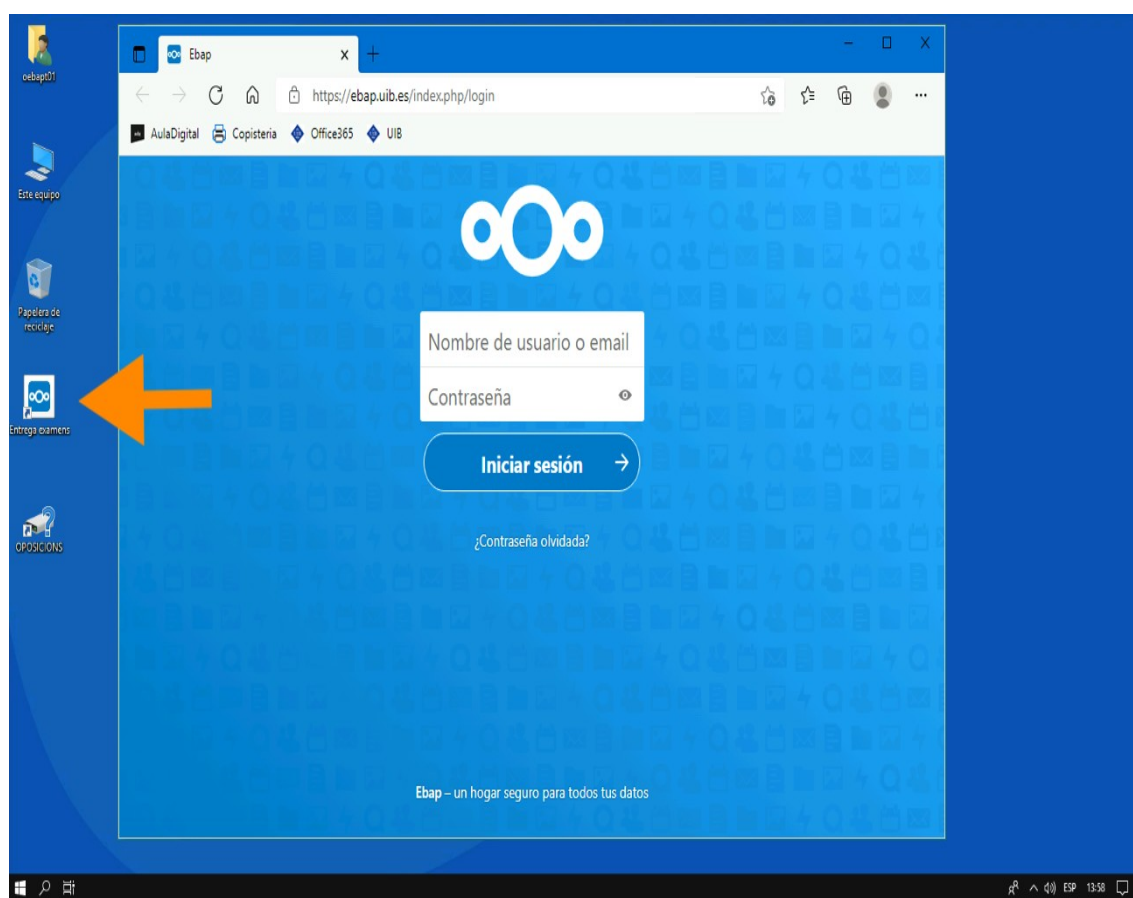 oebapt01
Este equipo
Papelera de
reciclaje
Entrega examens
OPOSICIONS
Ebap
https://ebap.uib.es/index.php/login
AulaDigital Copisteria Office365 UIB
Nombre de usuario o email
Contraseña
Iniciar sesión
¿Contraseña olvidada?
Ebap – un hogar seguro para todos tus datos
ESP 13:58